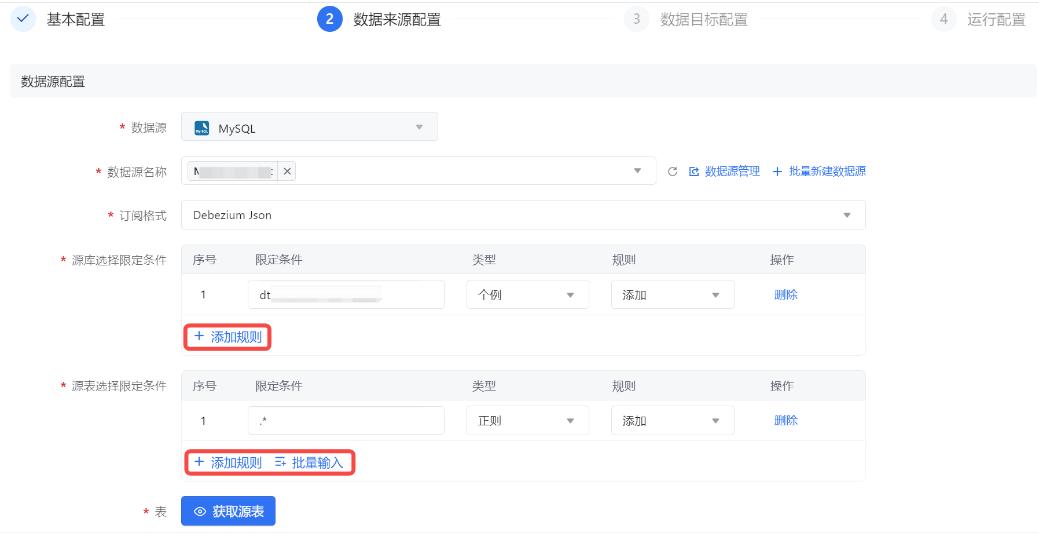 基本配置 2 数据来源配置 3 数据目标配置 4 运行配置
数据源配置
* 数据源 MySQL
* 数据源名称 数据源管理 + 批量新建数据源
* 订阅格式 Debezium Json
* 源库选择限定条件 序号 限定条件 类型 规则 操作
1 dt 个例 添加 删除
+ 添加规则
* 源表选择限定条件 序号 限定条件 类型 规则 操作
1 .* 正则 添加 删除
+ 添加规则 批量输入
* 表 获取源表